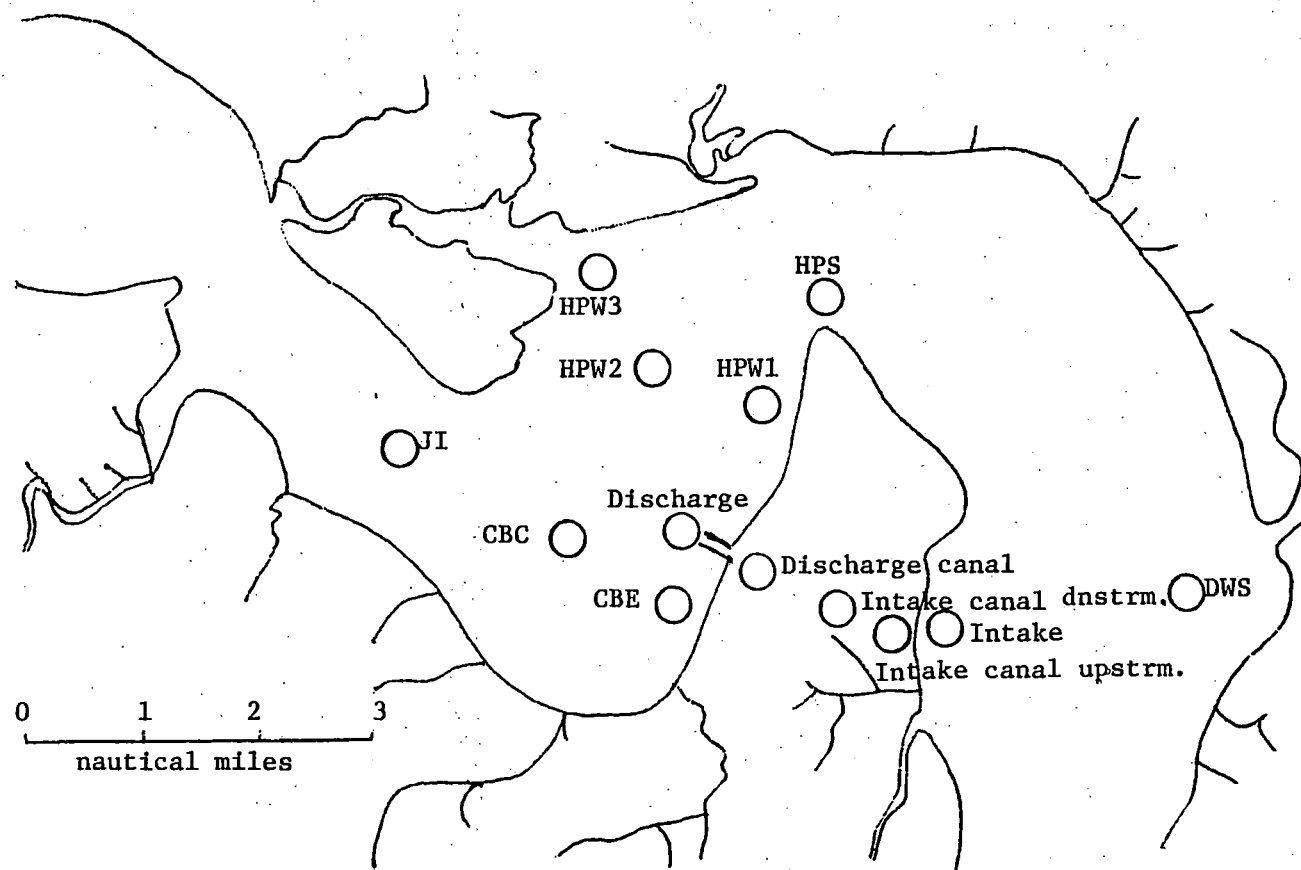 HPS
HPW3
HPW2
HPW1
JI
Discharge
CBC
Discharge canal
CBE
Intake canal dnstrm.
DWS
Intake
Intake canal upstrm.
0 1 2 3
nautical miles